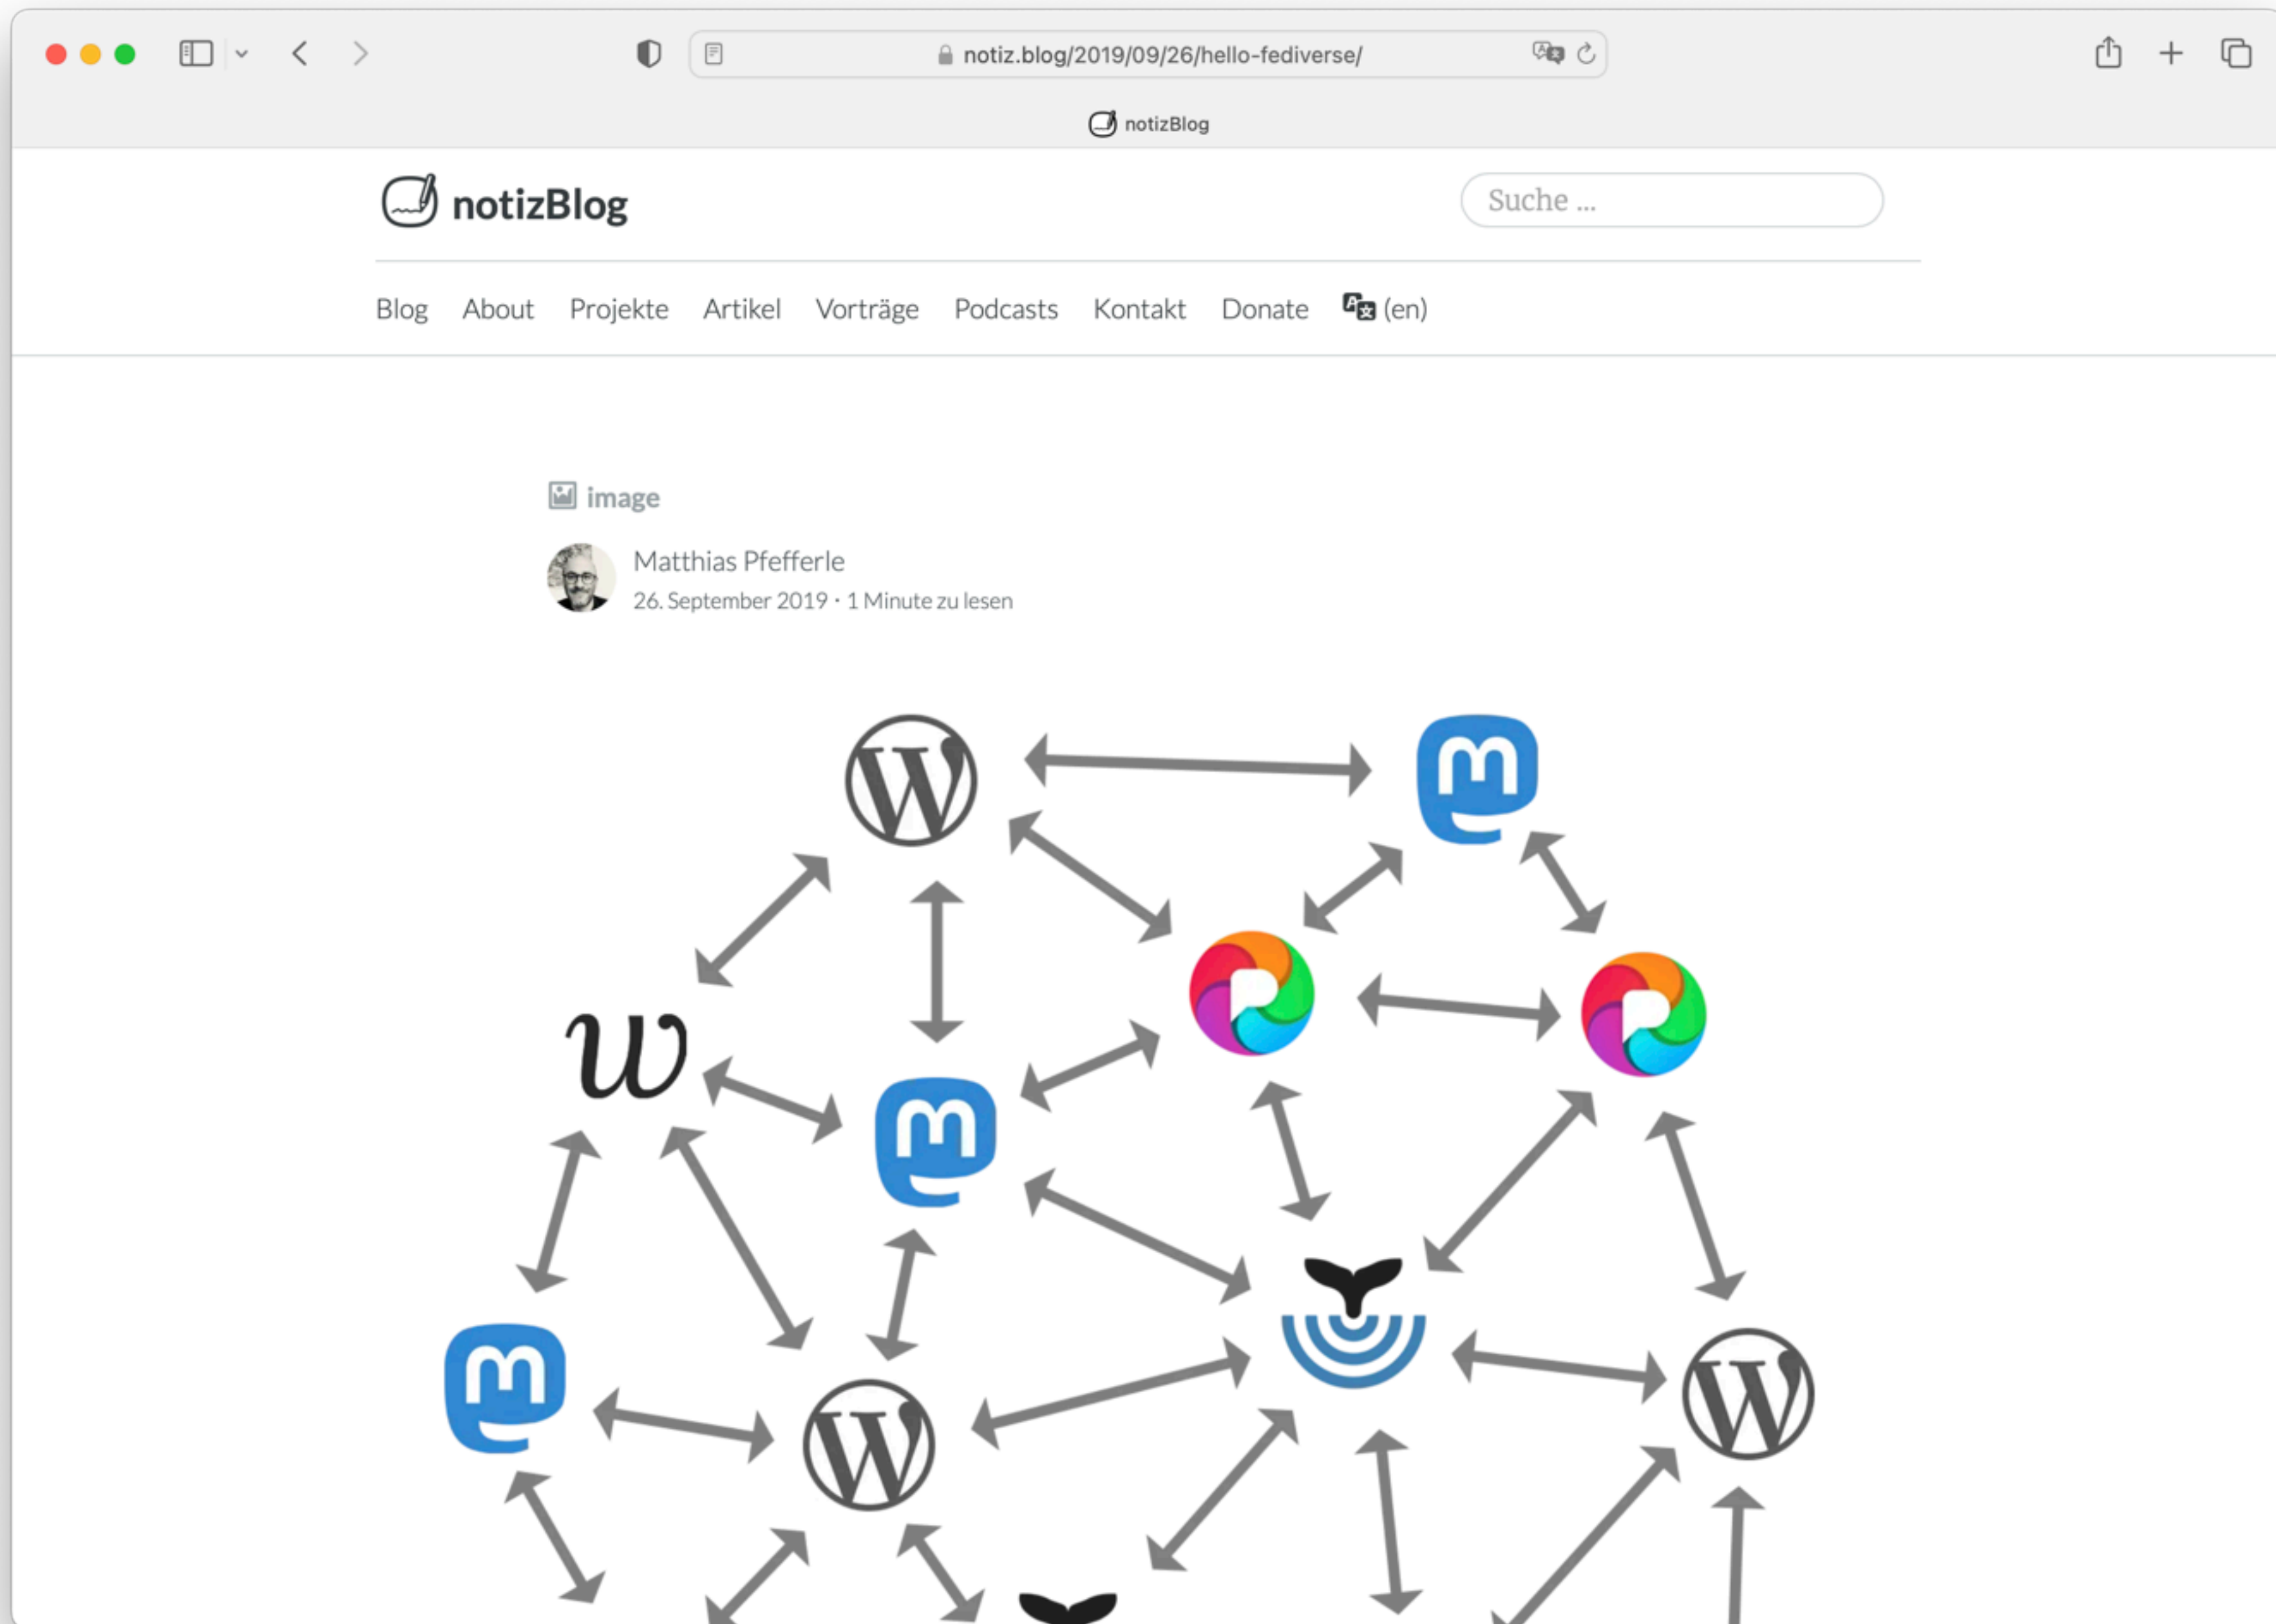 notiz.blog/2019/09/26/hello-fediverse/
notizBlog
notizBlog
Suche ...
Blog About Projekte Artikel Vorträge Podcasts Kontakt Donate (en)
image
Matthias Pfefferle
26. September 2019 · 1 Minute zu lesen